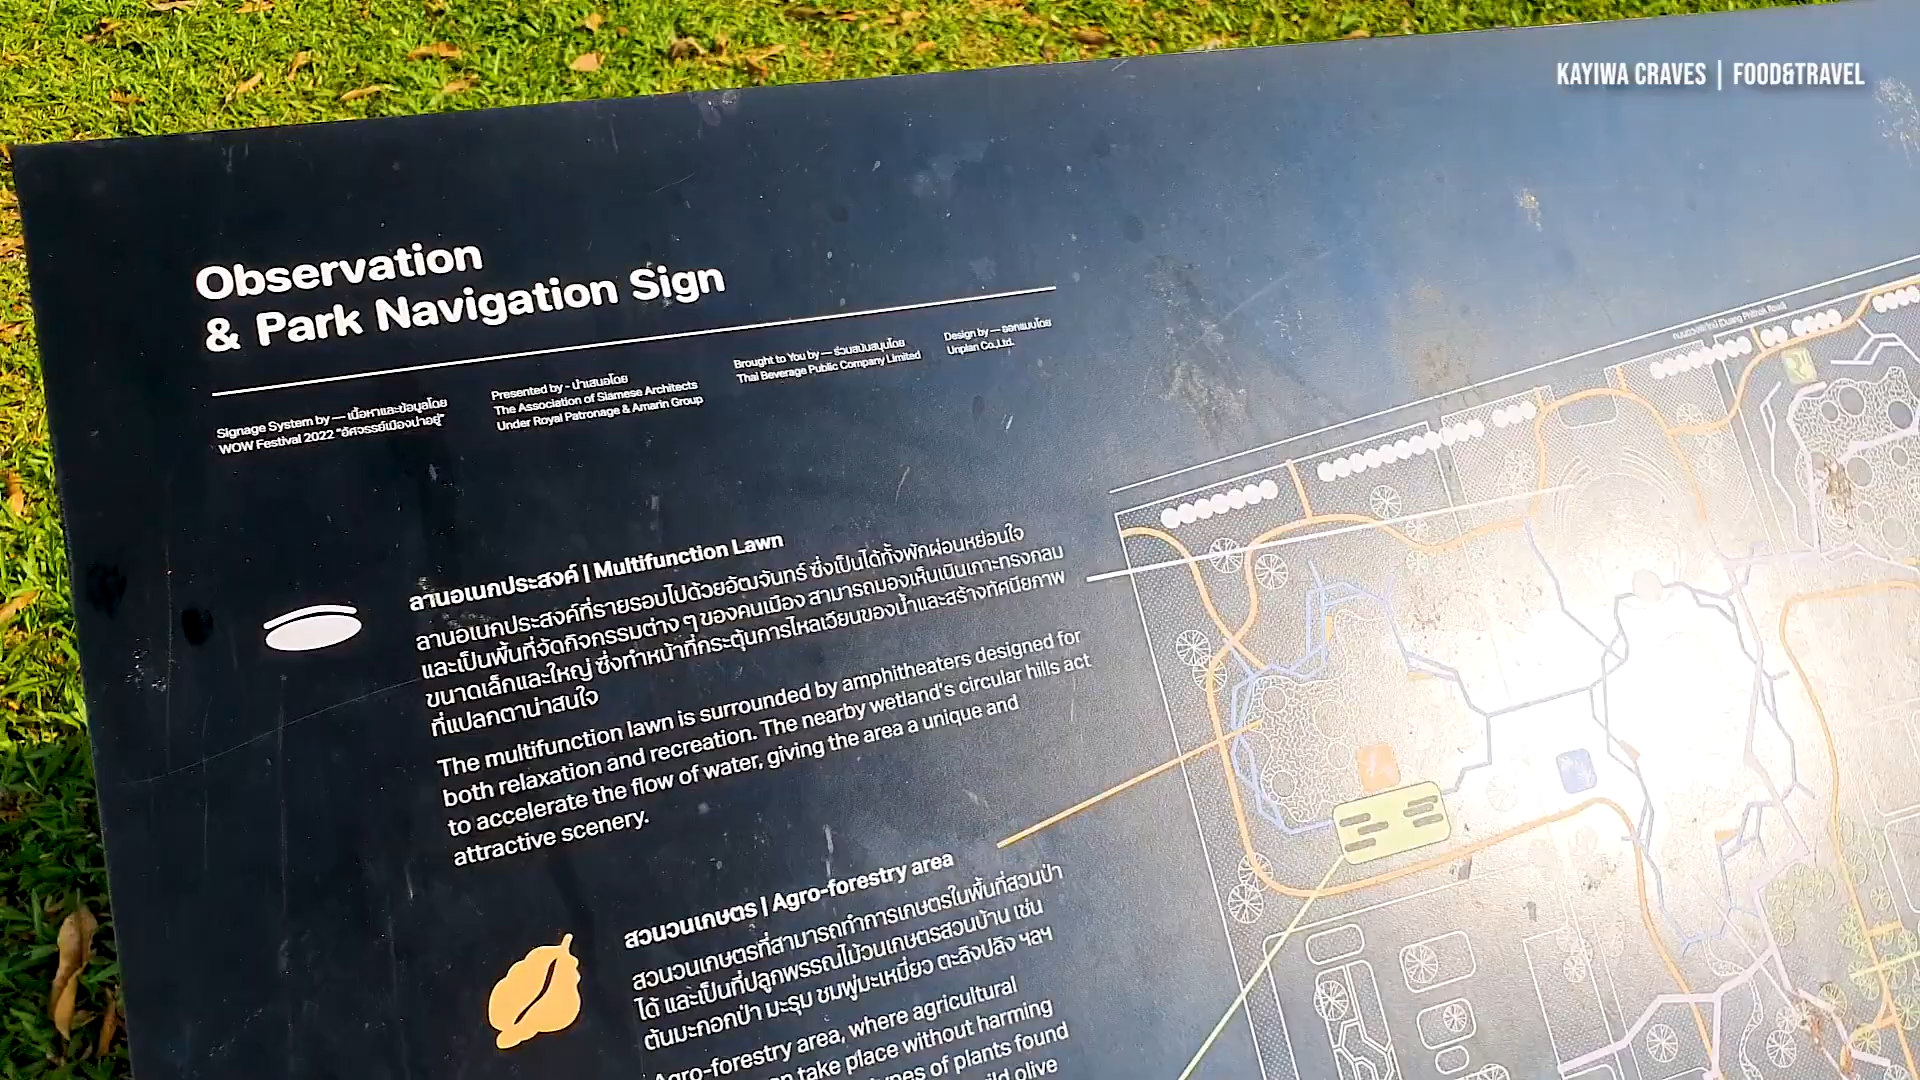 KAYIWA CRAVES | FOOD&TRAVEL
Observation
& Park Navigation Sign
Signage System by — เนื้อหาและข้อมูลโดย
WOW Festival 2022 "อัศจรรย์เมืองน่าอยู่"
Presented by - นำเสนอโดย
The Association of Siamese Architects
Under Royal Patronage & Amarin Group
Brought to You by — ร่วมสนับสนุนโดย
Thai Beverage Public Company Limited
Design by — ออกแบบโดย
Unplan Co.,Ltd.
ลานอเนกประสงค์ | Multifunction Lawn
ลานอเนกประสงค์ที่รายรอบไปด้วยอัฒจันทร์ ซึ่งเป็นได้ทั้งพักผ่อนหย่อนใจ
และเป็นพื้นที่จัดกิจกรรมต่าง ๆ ของคนเมือง สามารถมองเห็นเนินเกาะทรงกลม
ขนาดเล็กและใหญ่ ซึ่งทำหน้าที่กระตุ้นการไหลเวียนของน้ำและสร้างทัศนียภาพ
ที่แปลกตาน่าสนใจ
The multifunction lawn is surrounded by amphitheaters designed for
both relaxation and recreation. The nearby wetland's circular hills act
to accelerate the flow of water, giving the area a unique and
attractive scenery.
สวนวนเกษตร | Agro-forestry area
สวนวนเกษตรที่สามารถทำการเกษตรในพื้นที่สวนป่า
ได้ และเป็นที่ปลูกพรรณไม้วนเกษตรสวนบ้าน เช่น
ต้นมะกอกป่า มะรุม ชมพู่มะเหมี่ยว ตะลิงปลิง ฯลฯ
Agro-forestry area, where agricultural
take place without harming
types of plants found
olive